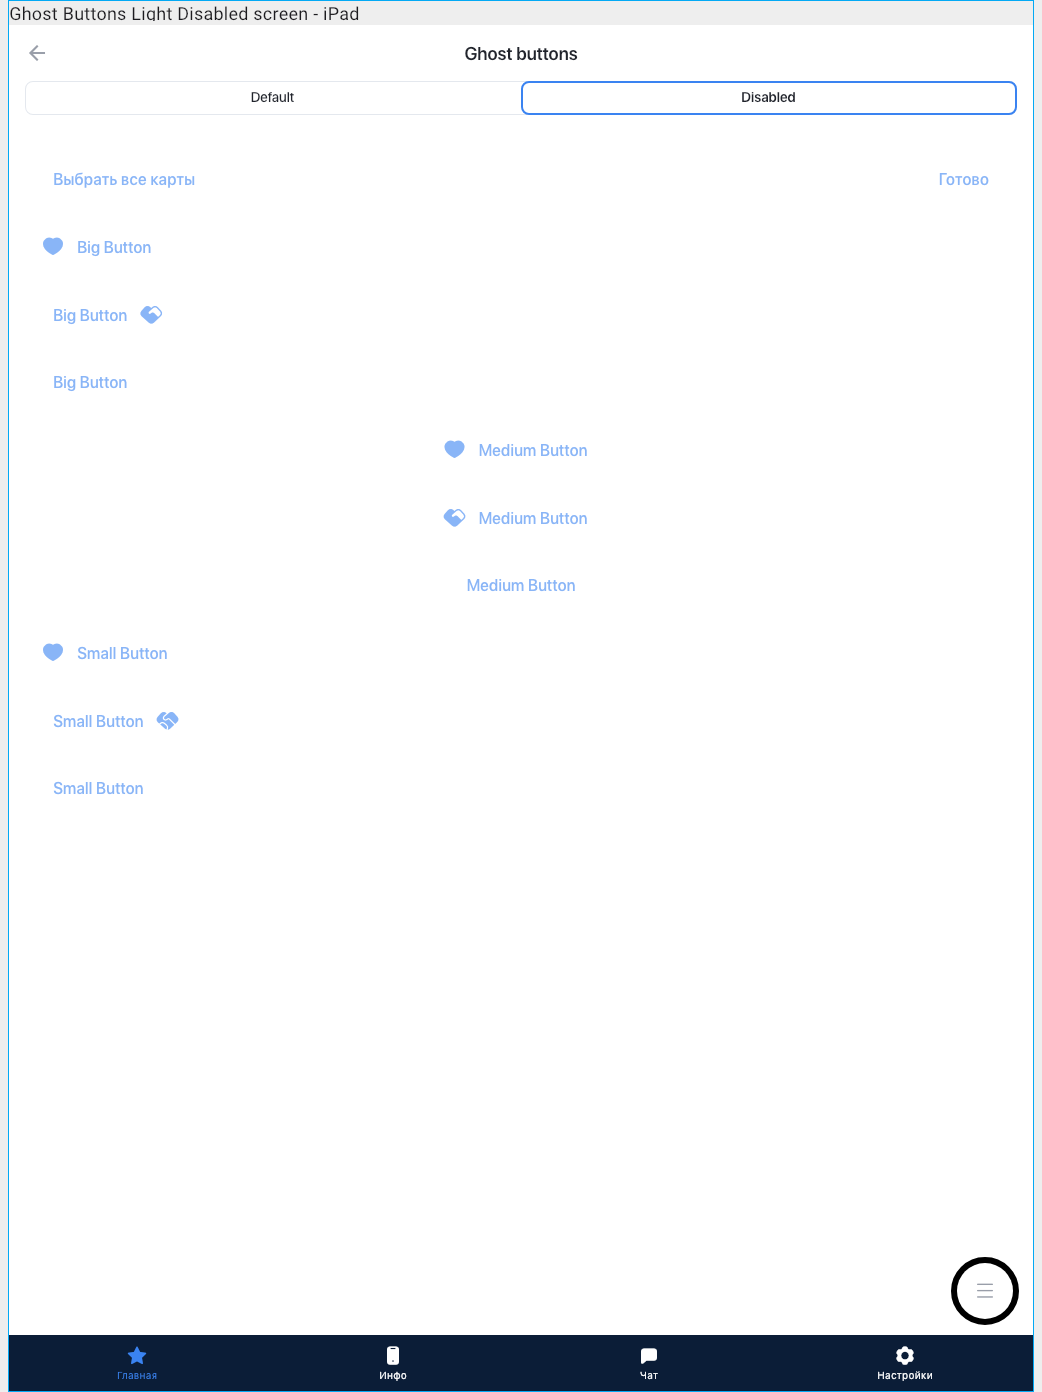 Ghost Buttons Light Disabled screen - iPad
Ghost buttons
Default Disabled
Выбрать все карты Готово
Big Button
Big Button
Big Button
Medium Button
Medium Button
Medium Button
Small Button
Small Button
Small Button
Главная Инфо Чат Настройки